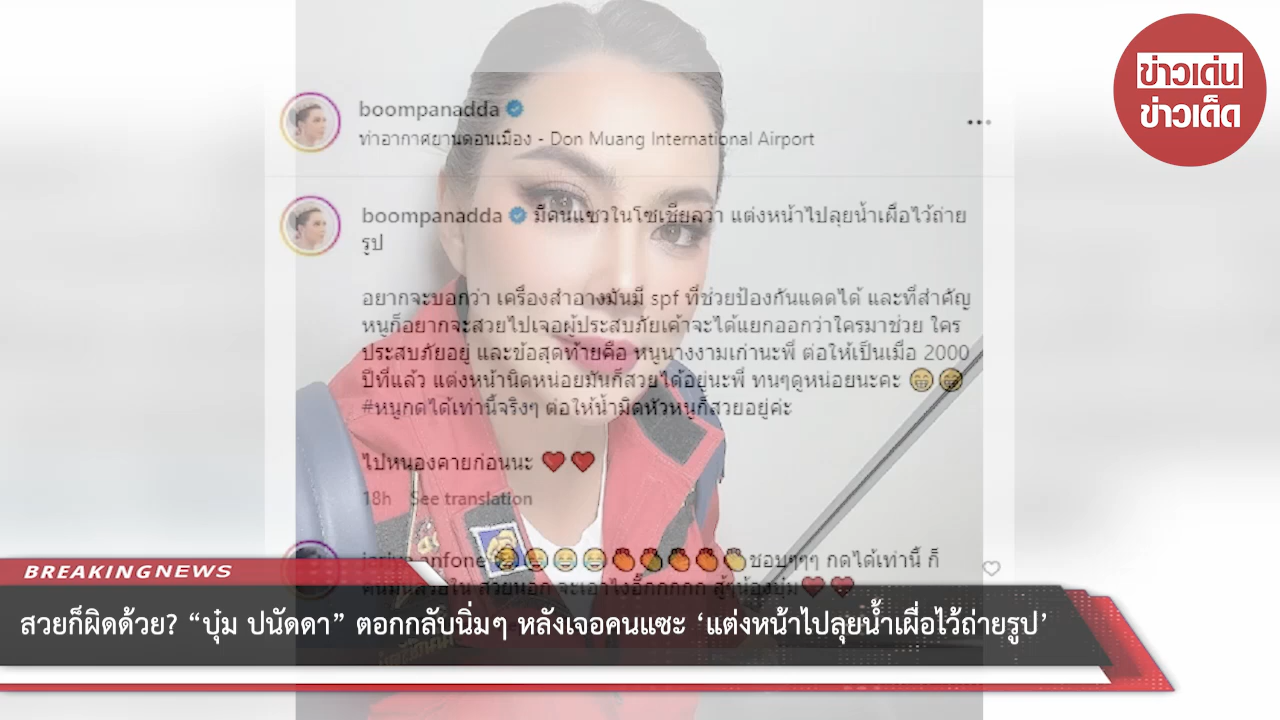 ข่าวเด่น
ข่าวเด็ด
boompanadda
ท่าอากาศยานดอนเมือง - Don Muang International Airport
boompanadda มีคนแซวในโซเชียลว่า แต่งหน้าไปลุยน้ำเผื่อไว้ถ่าย
รูป
อยากจะบอกว่า เครื่องสำอางมันมี spf ที่ช่วยป้องกันแดดได้ และที่สำคัญ
หนูก็อยากจะสวยไปเจอผู้ประสบภัยเค้าจะได้แยกออกว่าใครมาช่วย ใคร
ประสบภัยอยู่ และข้อสุดท้ายคือ หนูนางงามเก่านะพี่ ต่อให้เป็นเมื่อ 2000
ปีที่แล้ว แต่งหน้านิดหน่อยมันก็สวยได้อยู่นะพี่ ทนๆดูหน่อยนะคะ 😁😁
#หนูกดได้เท่านี้จริงๆ ต่อให้น้ำมิดหัวหนูก็สวยอยู่ค่ะ
ไปหนองคายก่อนนะ ❤️❤️
18h See translation
ชอบๆๆๆ กดได้เท่านี้ ก็
BREAKING NEWS
สวยก็ผิดด้วย? “บุ๋ม ปนัดดา” ตอกกลับนิ่มๆ หลังเจอคนแซะ ‘แต่งหน้าไปลุยน้ำเผื่อไว้ถ่ายรูป’